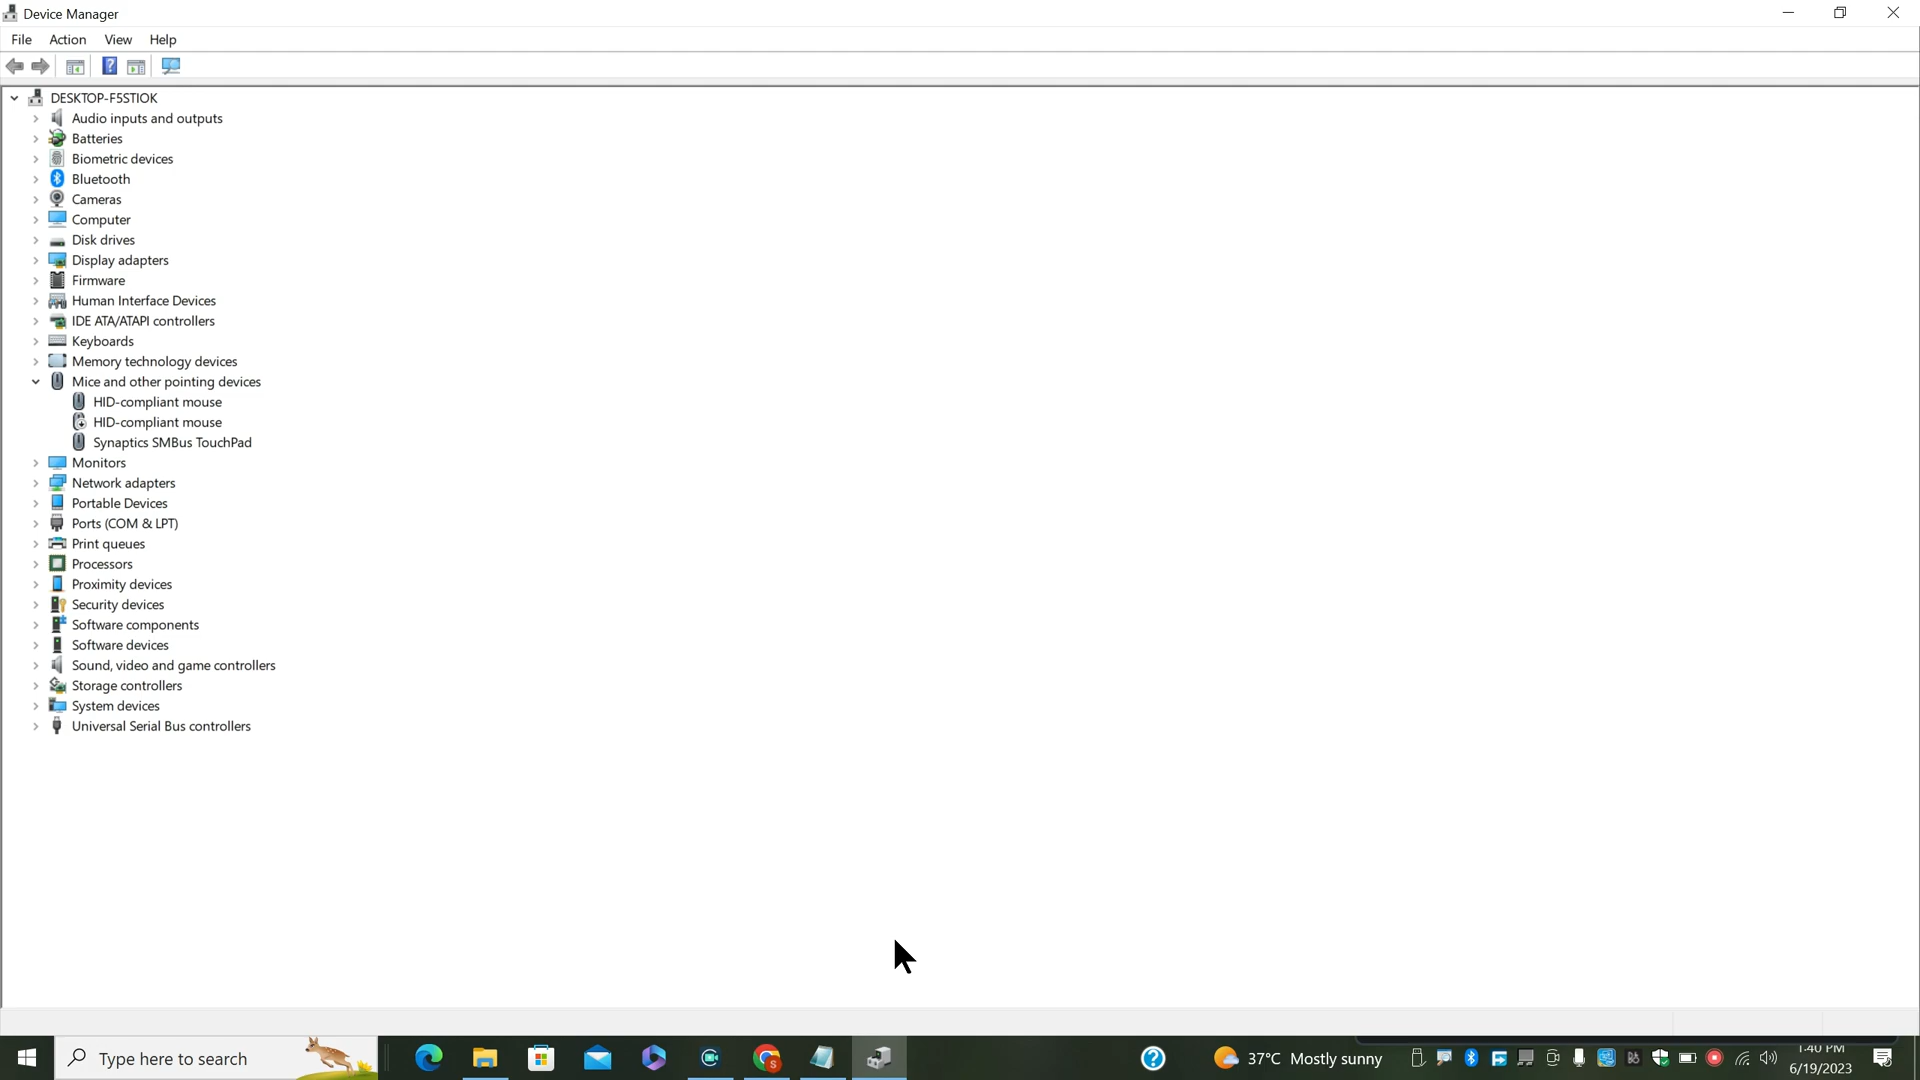 Device Manager
File Action View Help
DESKTOP-F5STIOK
Audio inputs and outputs
Batteries
Biometric devices
Bluetooth
Cameras
Computer
Disk drives
Display adapters
Firmware
Human Interface Devices
IDE ATA/ATAPI controllers
Keyboards
Memory technology devices
Mice and other pointing devices
HID-compliant mouse
HID-compliant mouse
Synaptics SMBus TouchPad
Monitors
Network adapters
Portable Devices
Ports (COM & LPT)
Print queues
Processors
Proximity devices
Security devices
Software components
Software devices
Sound, video and game controllers
Storage controllers
System devices
Universal Serial Bus controllers
Type here to search
37°C Mostly sunny
1:40 PM
6/19/2023